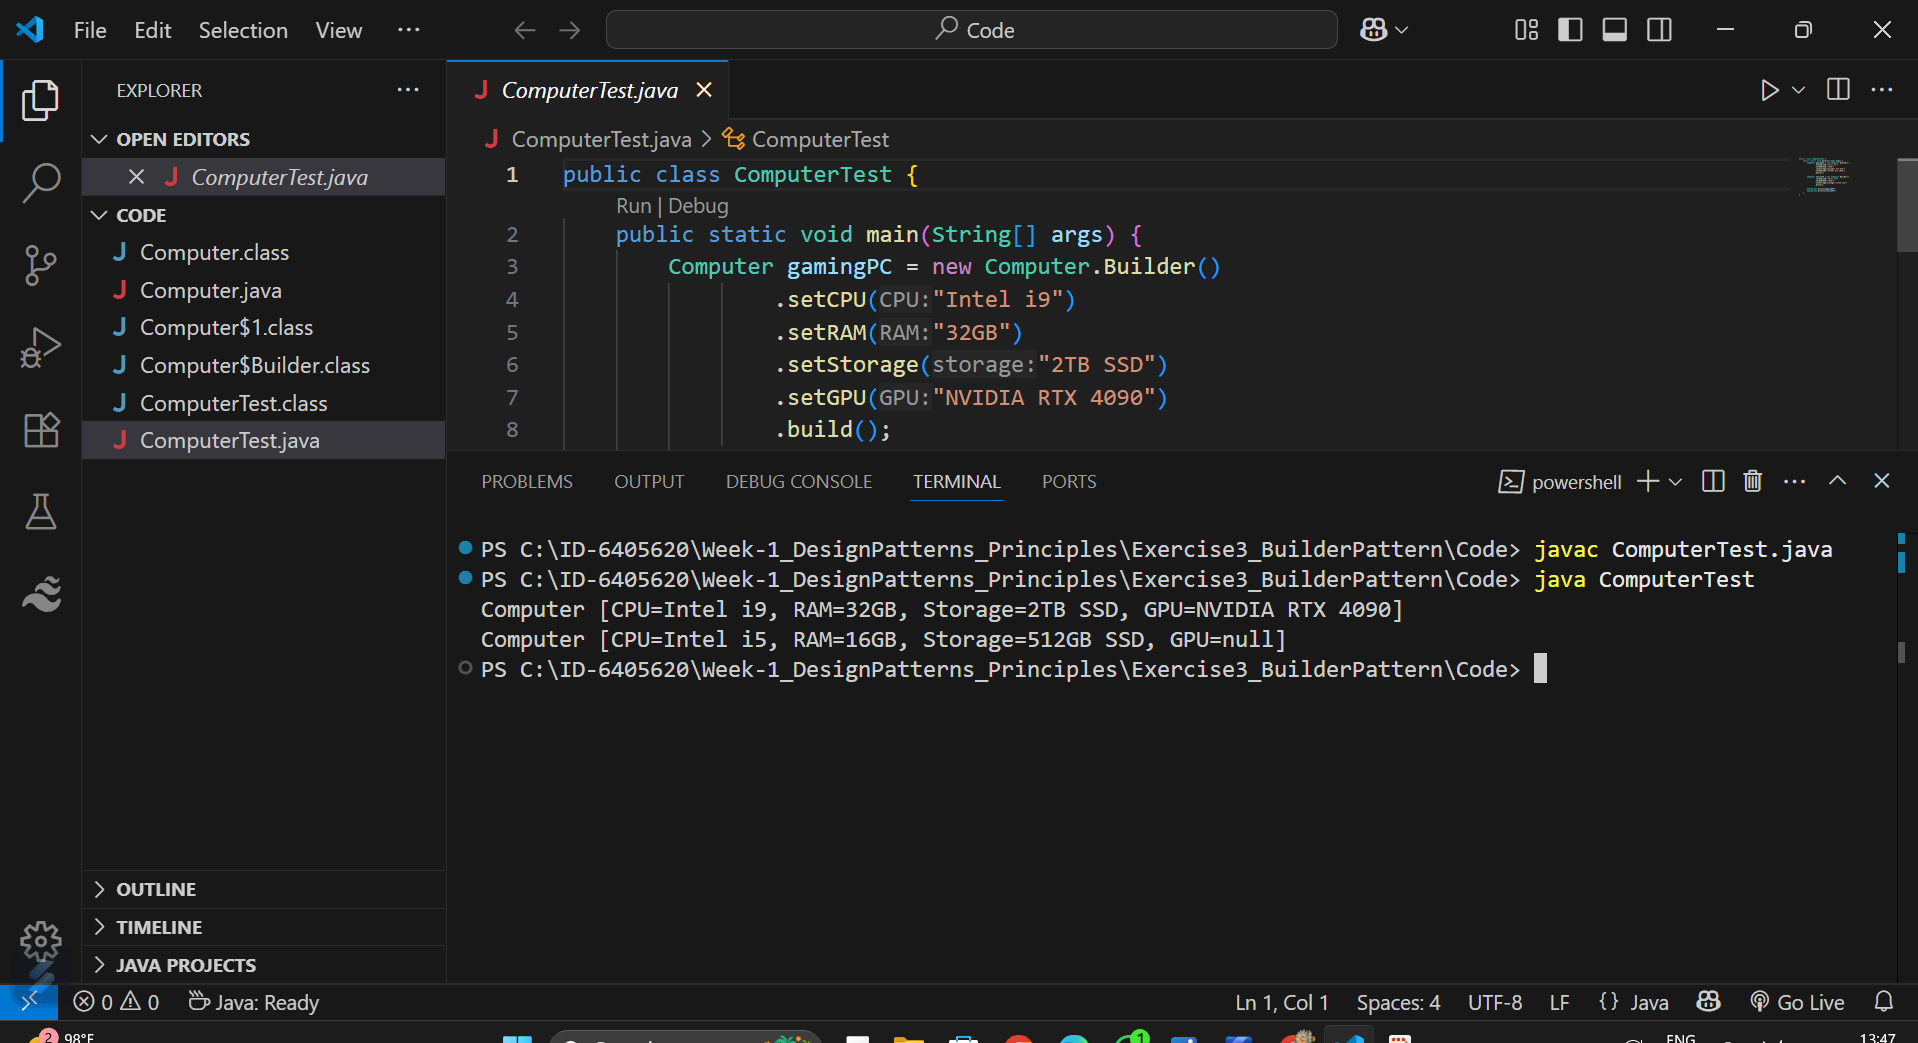 File Edit Selection View ··· Code
EXPLORER ···
OPEN EDITORS
J ComputerTest.java
CODE
J Computer.class
J Computer.java
J Computer$1.class
J Computer$Builder.class
J ComputerTest.class
J ComputerTest.java
OUTLINE
TIMELINE
JAVA PROJECTS
J ComputerTest.java
J ComputerTest.java > ComputerTest
1 public class ComputerTest {
Run | Debug
2 public static void main(String[] args) {
3 Computer gamingPC = new Computer.Builder()
4 .setCPU(CPU:"Intel i9")
5 .setRAM(RAM:"32GB")
6 .setStorage(storage:"2TB SSD")
7 .setGPU(GPU:"NVIDIA RTX 4090")
8 .build();
PROBLEMS OUTPUT DEBUG CONSOLE TERMINAL PORTS powershell
PS C:\ID-6405620\Week-1_DesignPatterns_Principles\Exercise3_BuilderPattern\Code> javac ComputerTest.java
PS C:\ID-6405620\Week-1_DesignPatterns_Principles\Exercise3_BuilderPattern\Code> java ComputerTest
Computer [CPU=Intel i9, RAM=32GB, Storage=2TB SSD, GPU=NVIDIA RTX 4090]
Computer [CPU=Intel i5, RAM=16GB, Storage=512GB SSD, GPU=null]
PS C:\ID-6405620\Week-1_DesignPatterns_Principles\Exercise3_BuilderPattern\Code>
0 0 Java: Ready Ln 1, Col 1 Spaces: 4 UTF-8 LF {} Java Go Live
2 98°F 1 ENG 13:47